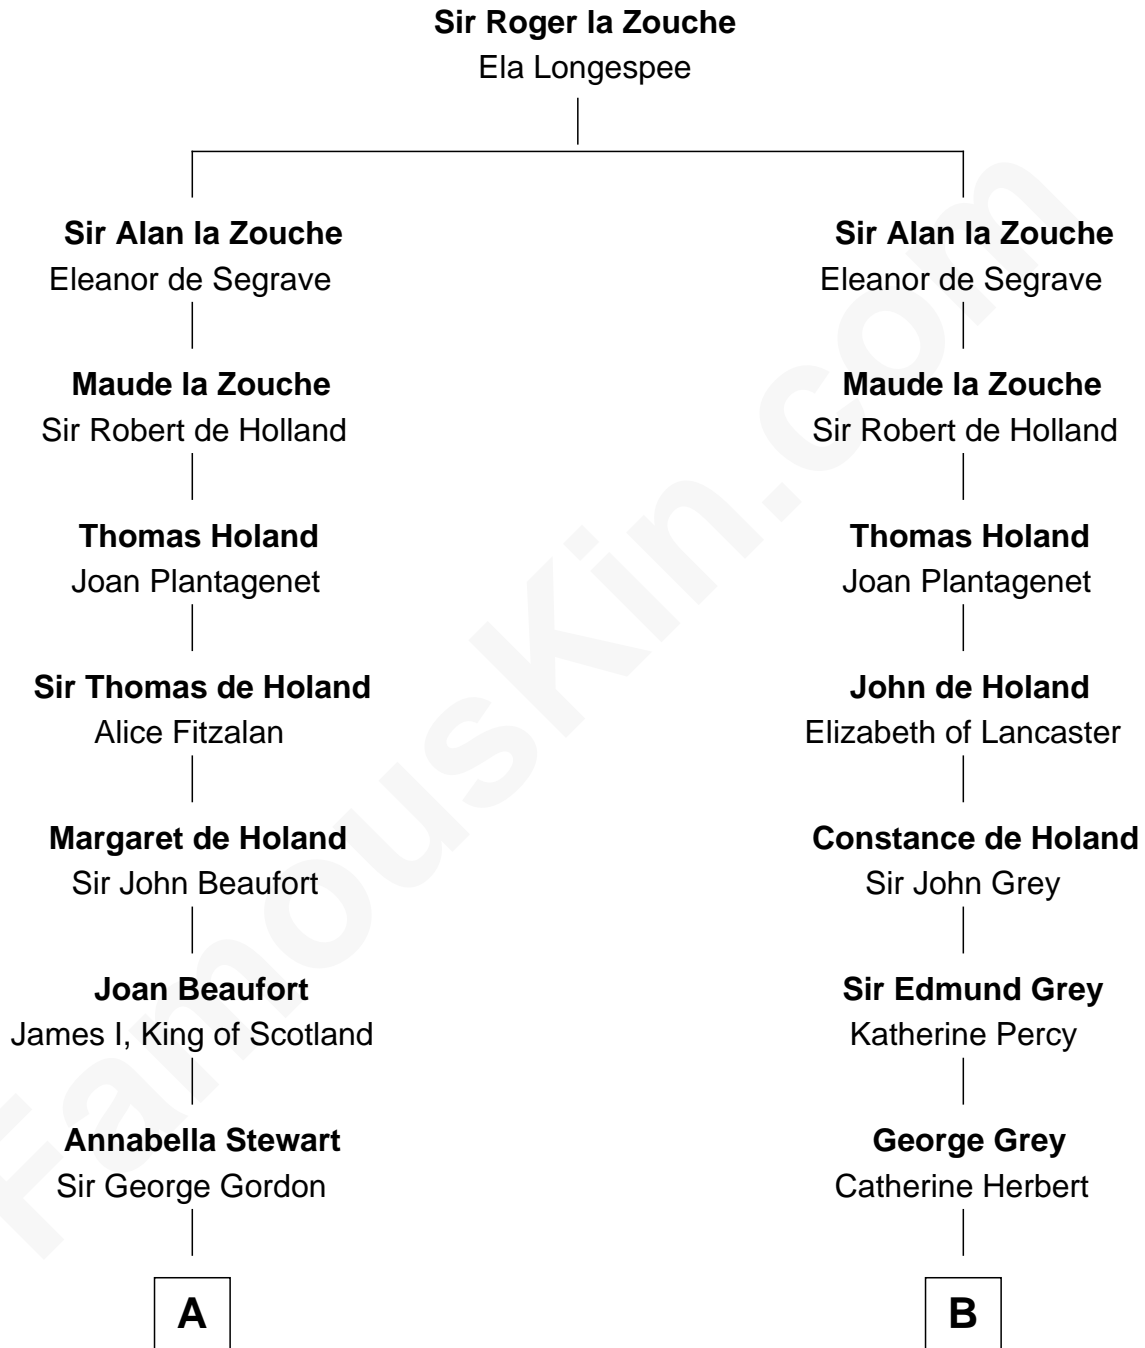 Sir Roger la Zouche
Ela Longespee
Sir Alan la Zouche
Eleanor de Segrave
Sir Alan la Zouche
Eleanor de Segrave
Maude la Zouche
Sir Robert de Holland
Maude la Zouche
Sir Robert de Holland
Thomas Holand
Joan Plantagenet
Thomas Holand
Joan Plantagenet
Sir Thomas de Holand
Alice Fitzalan
John de Holand
Elizabeth of Lancaster
Margaret de Holand
Sir John Beaufort
Constance de Holand
Sir John Grey
Joan Beaufort
James I, King of Scotland
Sir Edmund Grey
Katherine Percy
Annabella Stewart
Sir George Gordon
George Grey
Catherine Herbert
A
B
FamousKin.com